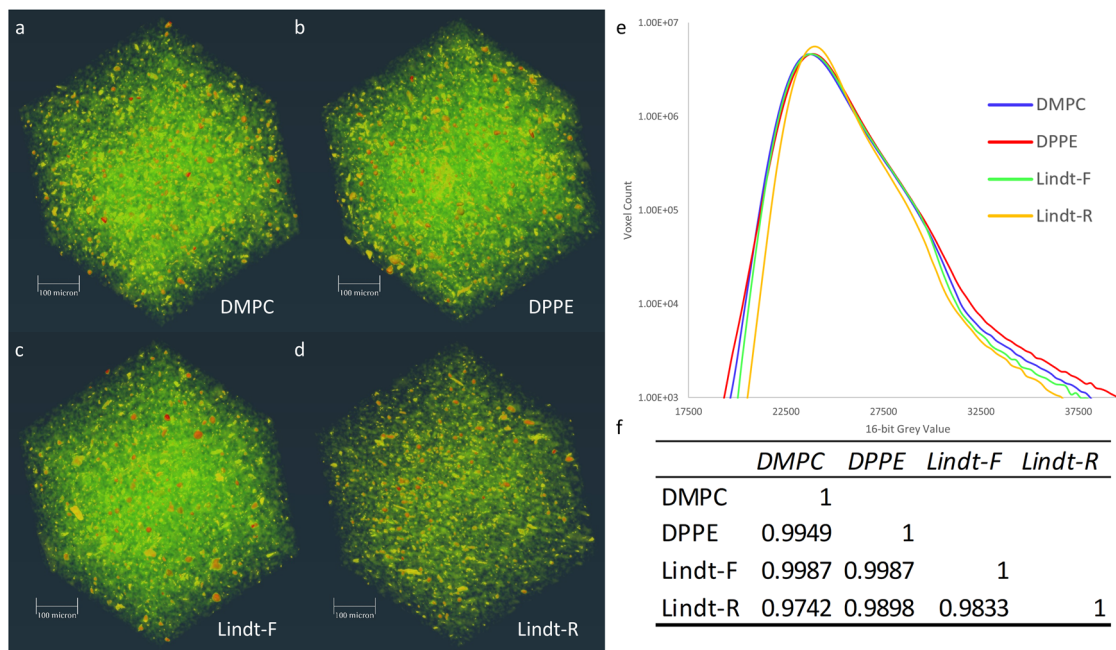 a
100 micron
DMPC
b
100 micron
DPPE
c
100 micron
Lindt-F
d
100 micron
Lindt-R
e
1.00E+07
1.00E+06
1.00E+05
1.00E+04
1.00E+03
Voxel Count
17500 22500 27500 32500 37500
16-bit Grey Value
DMPC
DPPE
Lindt-F
Lindt-R
f
DMPC DPPE Lindt-F Lindt-R
DMPC 1
DPPE 0.9949 1
Lindt-F 0.9987 0.9987 1
Lindt-R 0.9742 0.9898 0.9833 1